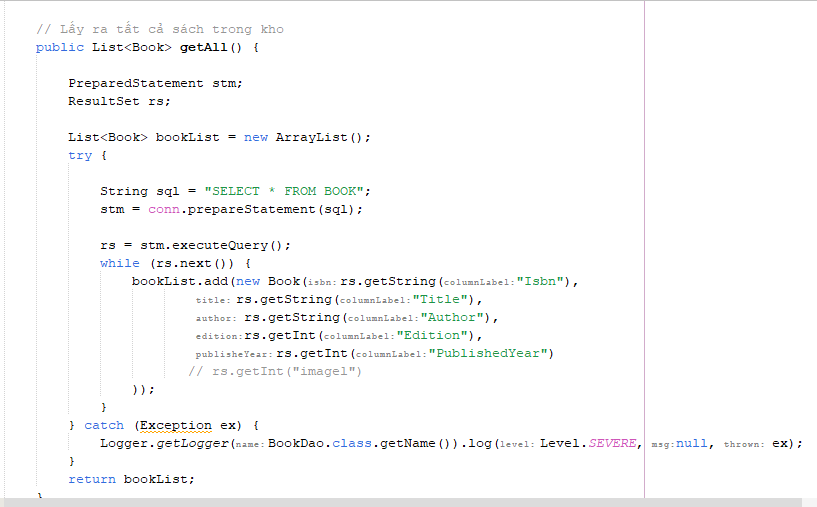 // Lấy ra tất cả sách trong kho
public List<Book> getAll() {
PreparedStatement stm;
ResultSet rs;
List<Book> bookList = new ArrayList();
try {
String sql = "SELECT * FROM BOOK";
stm = conn.prepareStatement(sql);
rs = stm.executeQuery();
while (rs.next()) {
bookList.add(new Book(isbn: rs.getString(columnLabel: "Isbn"),
title: rs.getString(columnLabel: "Title"),
author: rs.getString(columnLabel: "Author"),
edition: rs.getInt(columnLabel: "Edition"),
publisheYear: rs.getInt(columnLabel: "PublishedYear")
// rs.getInt("image1")
));
}
} catch (Exception ex) {
Logger.getLogger(name: BookDao.class.getName()).log(level: Level.SEVERE, msg: null, thrown: ex);
}
return bookList;
}